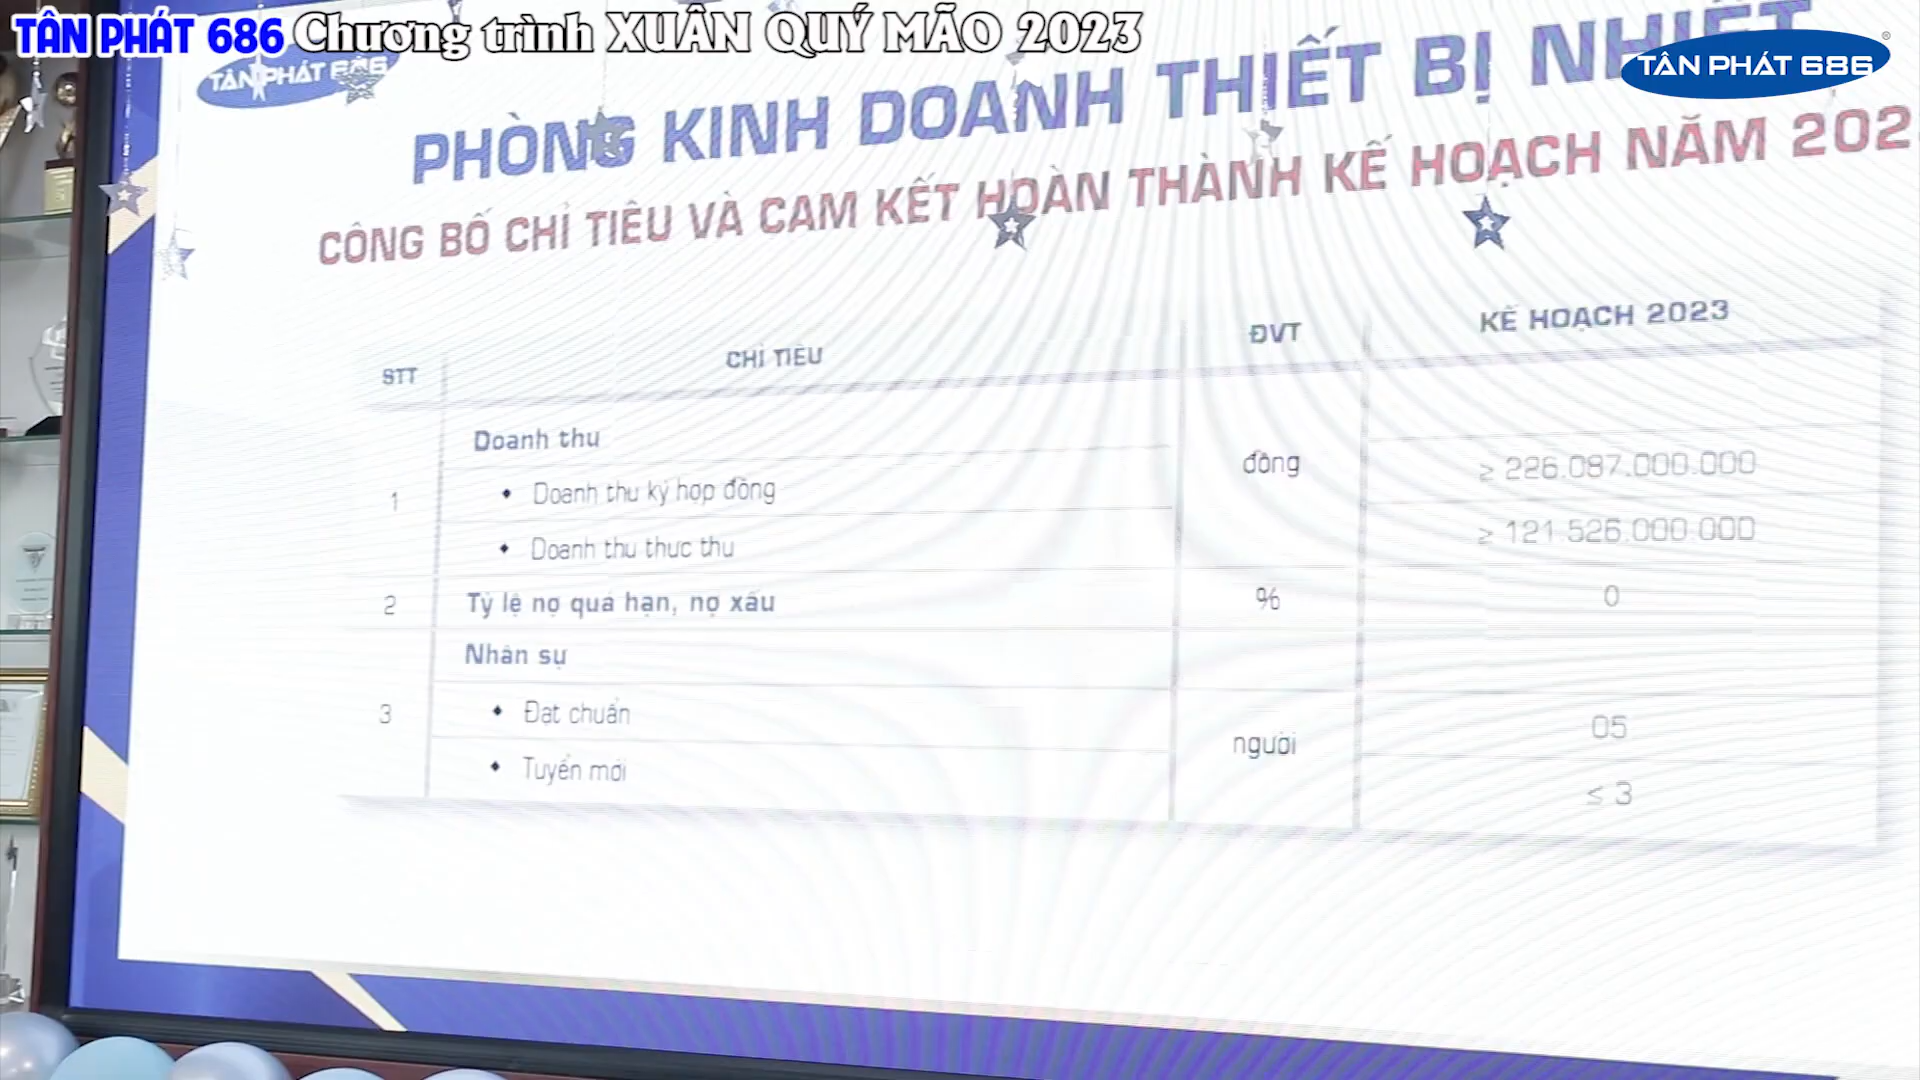 TÂN PHÁT 686 Chương trình XUÂN QUÝ MÃO 2023
TÂN PHÁT 686
TÂN PHÁT 686 ®
PHÒNG KINH DOANH THIẾT BỊ NHIỆT
CÔNG BỐ CHỈ TIÊU VÀ CAM KẾT HOÀN THÀNH KẾ HOẠCH NĂM 202
STT CHỈ TIÊU ĐVT KẾ HOẠCH 2023
1 Doanh thu đồng
• Doanh thu ký hợp đồng ≥ 226.087.000.000
• Doanh thu thực thu ≥ 121.526.000.000
2 Tỷ lệ nợ quá hạn, nợ xấu % 0
3 Nhân sự người
• Đạt chuẩn 05
• Tuyển mới ≤ 3